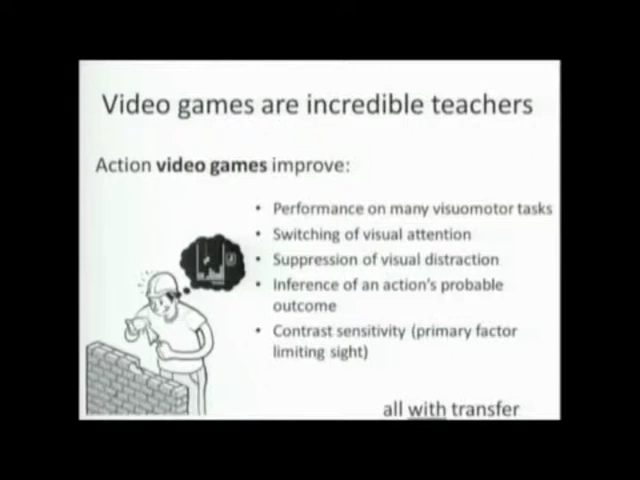 Video games are incredible teachers
Action video games improve:
• Performance on many visuomotor tasks
• Switching of visual attention
• Suppression of visual distraction
• Inference of an action's probable
outcome
• Contrast sensitivity (primary factor
limiting sight)
all with transfer